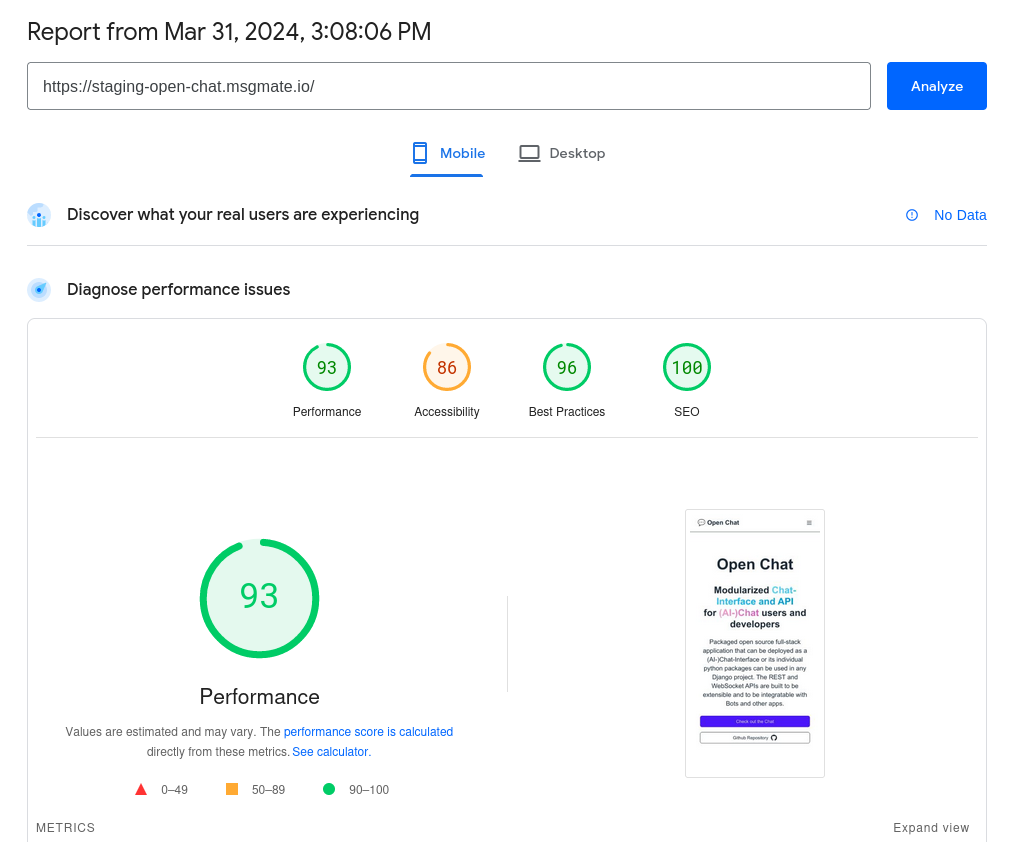 Report from Mar 31, 2024, 3:08:06 PM
https://staging-open-chat.msgmate.io/
Analyze
Mobile
Desktop
Discover what your real users are experiencing
No Data
Diagnose performance issues
93
86
96
100
Performance
Accessibility
Best Practices
SEO
93
Performance
Values are estimated and may vary. The performance score is calculated
directly from these metrics. See calculator.
0–49
50–89
90–100
Open Chat
Open Chat
Modularized Chat-
Interface and API
for (AI-)Chat users and
developers
Packaged open source full-stack
application that can be deployed as a
(AI-)Chat-Interface or its individual
python packages can be used in any
Django project. The REST and
WebSocket APIs are built to be
extensible and to be integratable with
Bots and other apps.
Check out the Chat
Github Repository
METRICS
Expand view